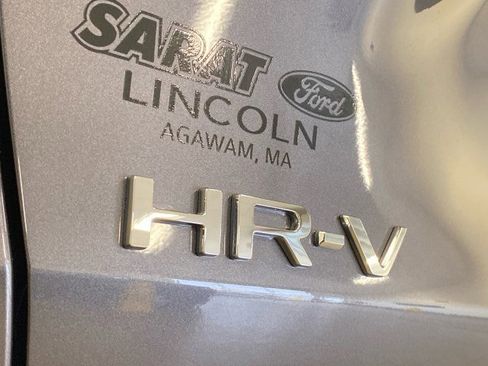 SARAT
Ford
LINCOLN
AGAWAM, MA
HR-V